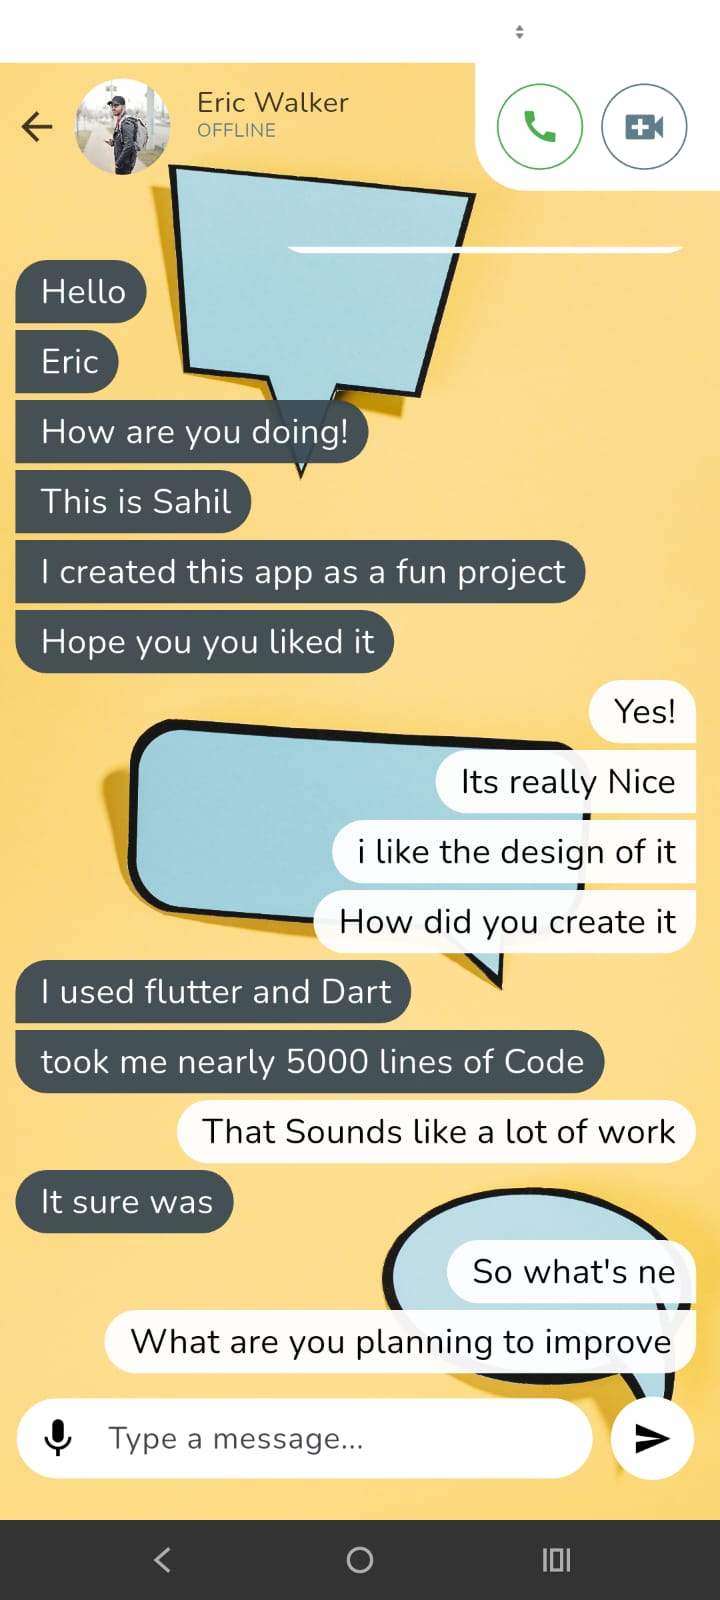 Eric Walker
OFFLINE
Hello
Eric
How are you doing!
This is Sahil
I created this app as a fun project
Hope you you liked it
Yes!
Its really Nice
i like the design of it
How did you create it
I used flutter and Dart
took me nearly 5000 lines of Code
That Sounds like a lot of work
It sure was
So what's ne
What are you planning to improve
Type a message...